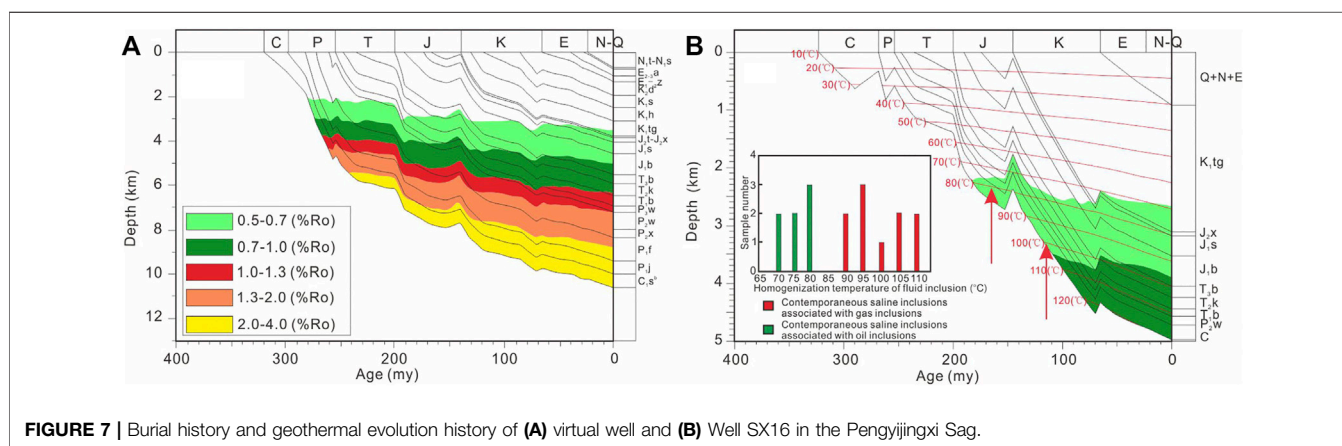 A
C P T J K E N-Q
0
2
4
6
8
10
12
Depth (km)
400 300 200 100 0
Age (my)
0.5-0.7 (%Ro)
0.7-1.0 (%Ro)
1.0-1.3 (%Ro)
1.3-2.0 (%Ro)
2.0-4.0 (%Ro)
N₁t-N₁s
K₁s
K₁h
K₁tg
J₂t-J₂x
J₁s
J₁b
T₃b
T₂k
T₁b
P₃w
P₂w
P₂x
P₁f
P₁j
B
C P T J K E N-Q
0
1
2
3
4
5
Depth (km)
400 300 200 100 0
Age (my)
10(℃)
20(℃)
30(℃)
40(℃)
50(℃)
60(℃)
70(℃)
80(℃)
90(℃)
100(℃)
110(℃)
120(℃)
4
3
2
1
0
Sample number
65 70 75 80 85 90 95 100 105 110
Homogenization temperature of fluid inclusion (°C)
Contemporaneous saline inclusions
associated with gas inclusions
Contemporaneous saline inclusions
associated with oil inclusions
Q+N+E
K₁tg
J₂x
J₁s
J₁b
T₃b
T₂k
T₁b
P₂w
C
FIGURE 7 | Burial history and geothermal evolution history of (A) virtual well and (B) Well SX16 in the Pengyijingxi Sag.